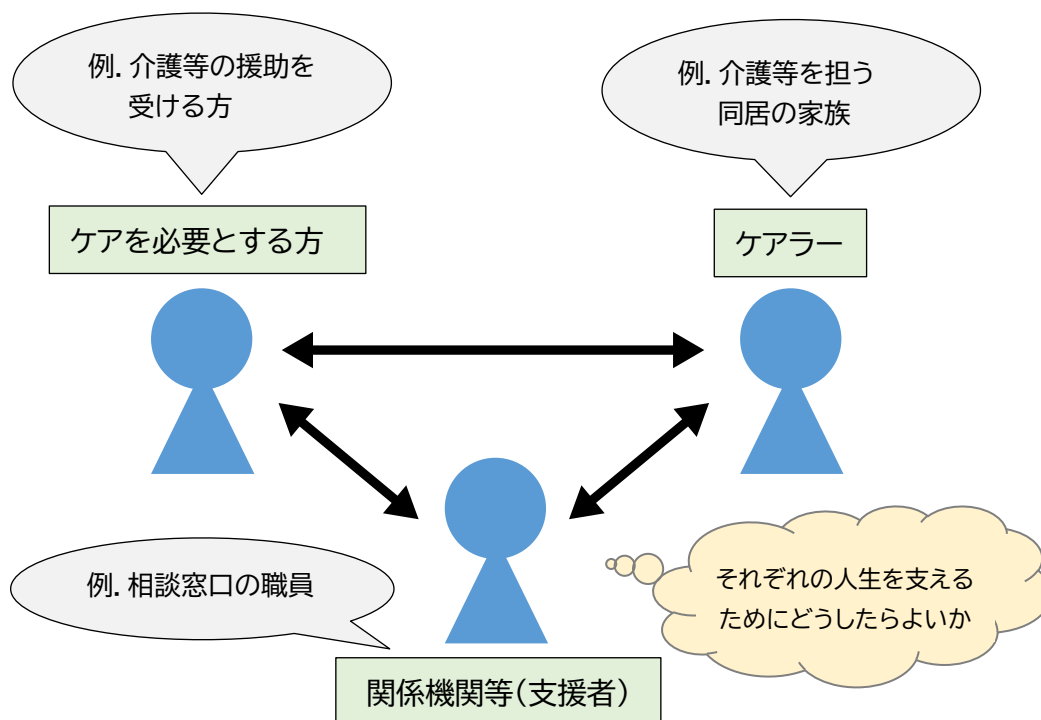 例. 介護等の援助を
受ける方
例. 介護等を担う
同居の家族
ケアを必要とする方
ケアラー
例. 相談窓口の職員
それぞれの人生を支える
ためにどうしたらよいか
関係機関等(支援者)